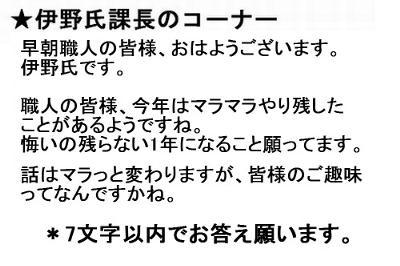 ★伊野氏課長のコーナー
早朝職人の皆様、おはようございます。
伊野氏です。
職人の皆様、今年はマラマラやり残した
ことがあるようですね。
悔いの残らない1年になること願ってます。
話はマラっと変わりますが、皆様のご趣味
ってなんですかね。
＊7文字以内でお答え願います。